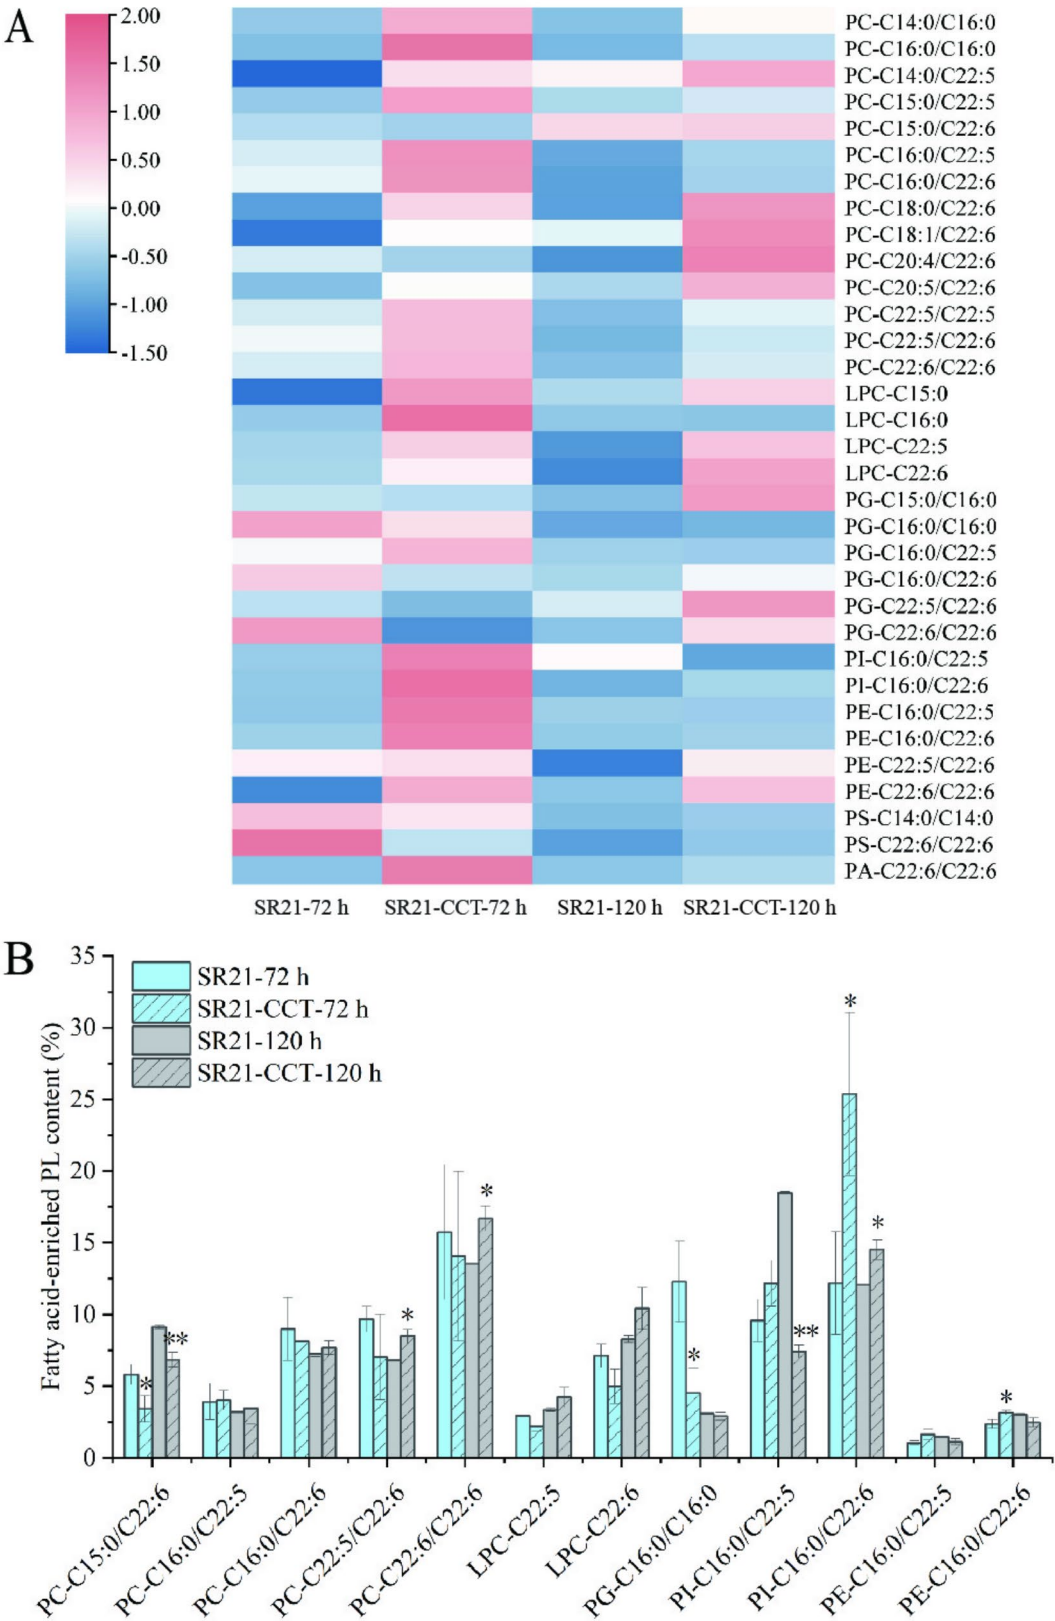 A
2.00
1.50
1.00
0.50
0.00
-0.50
-1.00
-1.50
PC-C14:0/C16:0
PC-C16:0/C16:0
PC-C14:0/C22:5
PC-C15:0/C22:5
PC-C15:0/C22:6
PC-C16:0/C22:5
PC-C16:0/C22:6
PC-C18:0/C22:6
PC-C18:1/C22:6
PC-C20:4/C22:6
PC-C20:5/C22:6
PC-C22:5/C22:5
PC-C22:5/C22:6
PC-C22:6/C22:6
LPC-C15:0
LPC-C16:0
LPC-C22:5
LPC-C22:6
PG-C15:0/C16:0
PG-C16:0/C16:0
PG-C16:0/C22:5
PG-C16:0/C22:6
PG-C22:5/C22:6
PG-C22:6/C22:6
PI-C16:0/C22:5
PI-C16:0/C22:6
PE-C16:0/C22:5
PE-C16:0/C22:6
PE-C22:5/C22:6
PE-C22:6/C22:6
PS-C14:0/C14:0
PS-C22:6/C22:6
PA-C22:6/C22:6
SR21-72 h SR21-CCT-72 h SR21-120 h SR21-CCT-120 h
B
Fatty acid-enriched PL content (%)
35
30
25
20
15
10
5
0
SR21-72 h
SR21-CCT-72 h
SR21-120 h
SR21-CCT-120 h
*
**
*
*
*
**
*
*
*
PC-C15:0/C22:6
PC-C16:0/C22:5
PC-C16:0/C22:6
PC-C22:5/C22:6
PC-C22:6/C22:6
LPC-C22:5
LPC-C22:6
PG-C16:0/C16:0
PI-C16:0/C22:5
PI-C16:0/C22:6
PE-C16:0/C22:5
PE-C16:0/C22:6